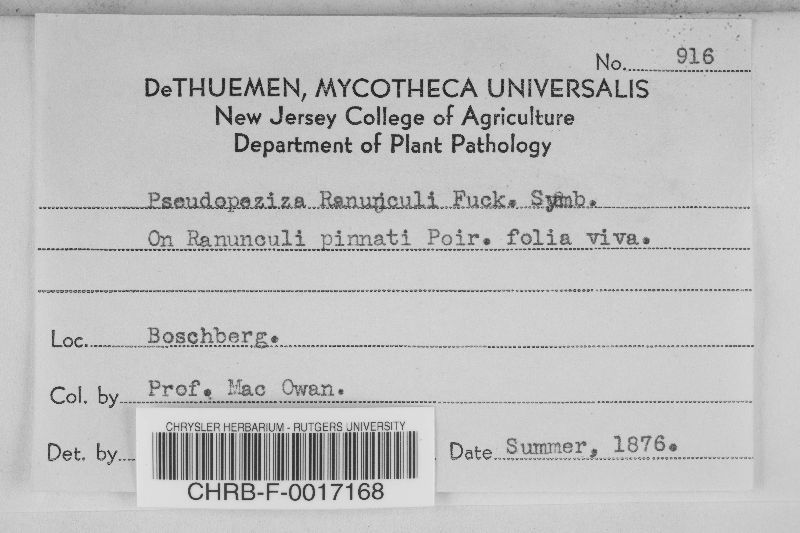 No. 916
DeTHUEMEN, MYCOTHECA UNIVERSALIS
New Jersey College of Agriculture
Department of Plant Pathology
Pseudopeziza Ranunculi Fuck. Symb.
On Ranunculi pinnati Poir. folia viva.
Loc. Boschberg.
Col. by Prof. Mac Owan.
Det. by
Date Summer, 1876.
CHRYSLER HERBARIUM - RUTGERS UNIVERSITY
CHRB-F-0017168